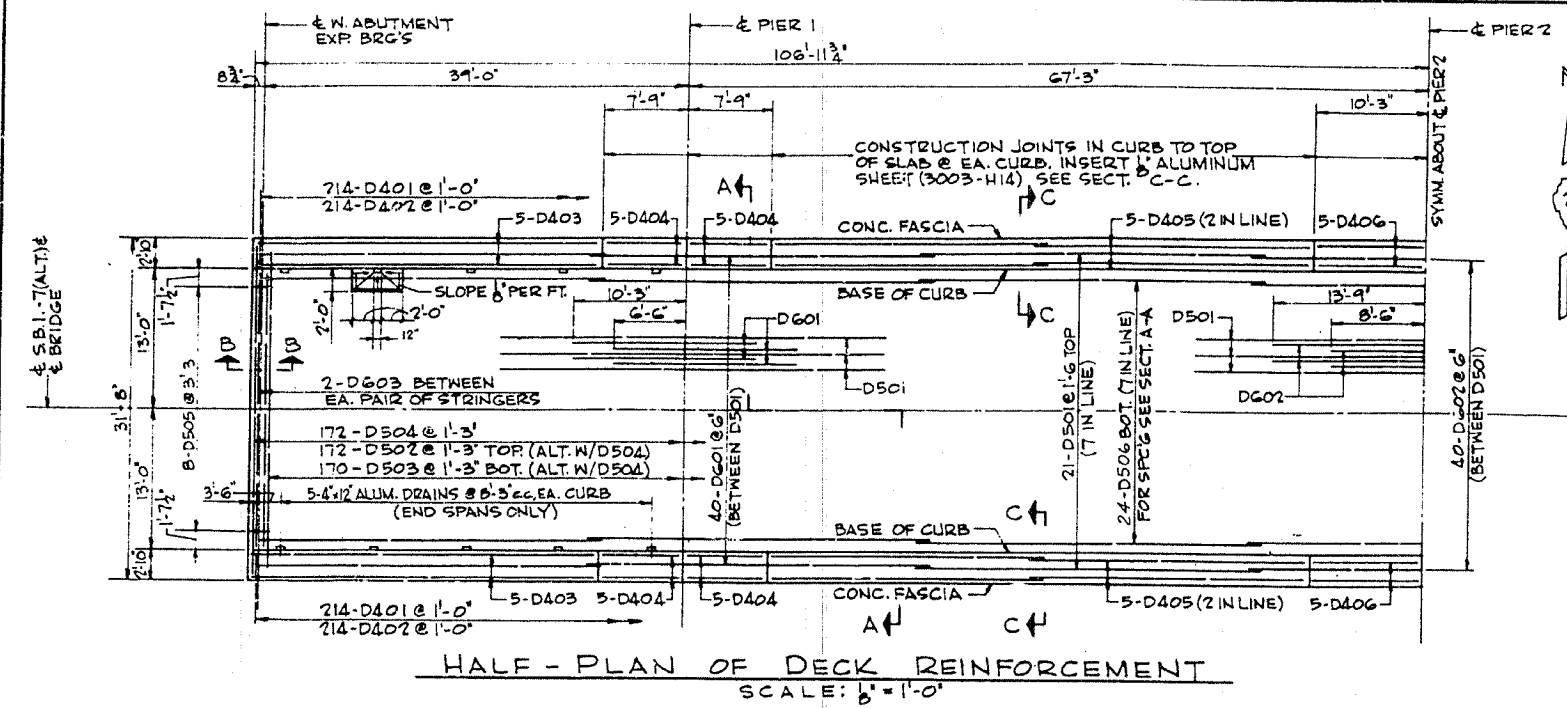 ℄ W. ABUTMENT
EXP. BRG'S
℄ PIER 1
℄ PIER 2
106'-11 3/4"
8 3/4"
39'-0"
67'-3"
7'-9"
7'-9"
10'-3"
SYMM. ABOUT ℄ PIER 2
CONSTRUCTION JOINTS IN CURB TO TOP
OF SLAB @ EA. CURB. INSERT 1/8" ALUMINUM
SHEET (3003-H14) SEE SECT. C-C.
A
C
214-D401 @ 1'-0"
214-D402 @ 1'-0"
5-D403
5-D404
5-D404
CONC. FASCIA
5-D405 (2 IN LINE)
5-D406
2'-10"
1'-7 1/2"
SLOPE 1/8" PER FT.
BASE OF CURB
2'-0"
2'-0"
12"
10'-3"
6'-6"
D601
D501
C
13'-9"
8'-6"
D501
D602
℄ S.B.I.-7 (ALT.) &
℄ BRIDGE
31'-8"
13'-0"
13'-0"
8-D505 @ 3'3
B
B
2-D603 BETWEEN
EA. PAIR OF STRINGERS
172-D504 @ 1'-3"
172-D502 @ 1'-3" TOP. (ALT. W/D504)
170-D503 @ 1'-3" BOT. (ALT. W/D504)
3'-6"
5-4"x12" ALUM. DRAINS @ 8'-3" c.c, EA. CURB
(END SPANS ONLY)
40-D601 @ 6"
(BETWEEN D501)
21-D501 @ 1'-6 TOP
(7 IN LINE)
24-D506 BOT. (7 IN LINE)
FOR SPC'G SEE SECT. A-A
40-D602 @ 6"
(BETWEEN D501)
1'-7 1/2"
2'-10"
C
BASE OF CURB
5-D403
5-D404
5-D404
CONC. FASCIA
5-D405 (2 IN LINE)
5-D406
214-D401 @ 1'-0"
214-D402 @ 1'-0"
A
C
HALF - PLAN OF DECK REINFORCEMENT
SCALE: 1/8" = 1'-0"